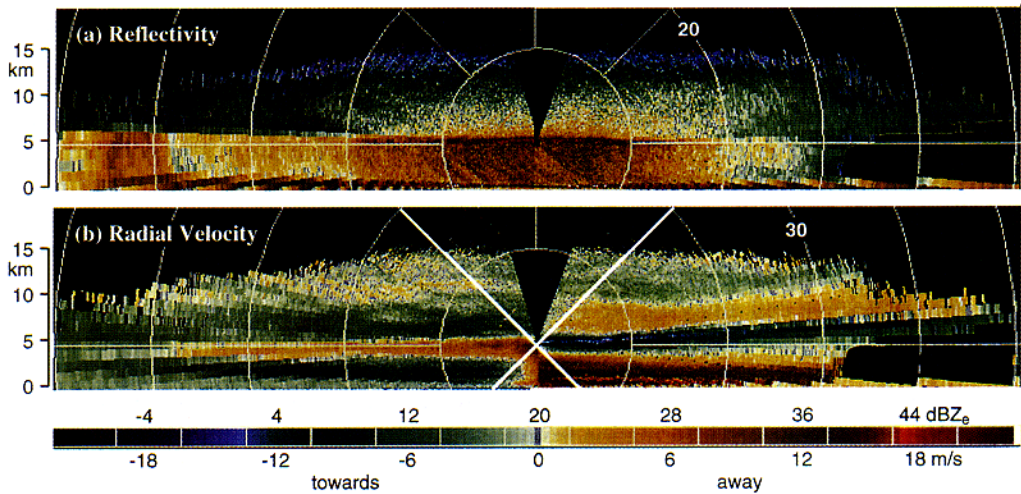 (a) Reflectivity
20
15
km
10
5
0
(b) Radial Velocity
30
15
km
10
5
0
-4 4 12 20 28 36 44 dBZe
-18 -12 -6 0 6 12 18 m/s
towards away